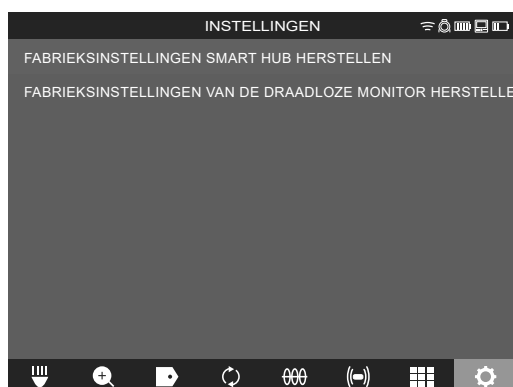 INSTELLINGEN
FABRIEKSINSTELLINGEN SMART HUB HERSTELLEN
FABRIEKSINSTELLINGEN VAN DE DRAADLOZE MONITOR HERSTELLE